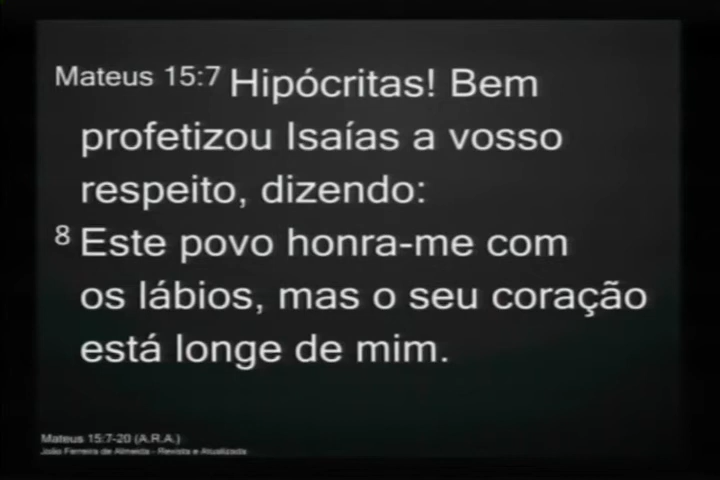 Mateus 15:7 Hipócritas! Bem
profetizou Isaías a vosso
respeito, dizendo:
8 Este povo honra-me com
os lábios, mas o seu coração
está longe de mim.
Mateus 15:7-20 (A.R.A.)
João Ferreira de Almeida - Revista e Atualizada